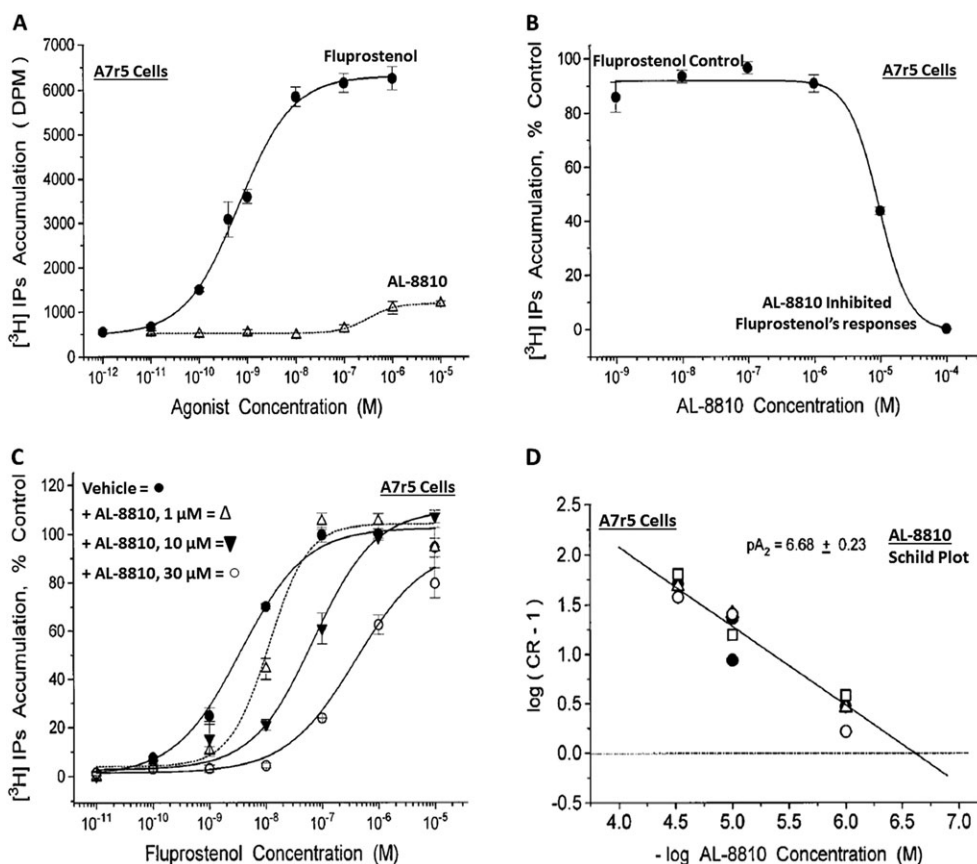 A
7000
6000
5000
4000
3000
2000
1000
0
[³H] IPs Accumulation ( DPM )
A7r5 Cells
Fluprostenol
AL-8810
10⁻¹² 10⁻¹¹ 10⁻¹⁰ 10⁻⁹ 10⁻⁸ 10⁻⁷ 10⁻⁶ 10⁻⁵
Agonist Concentration (M)
B
100
80
60
40
20
0
[³H] IPs Accumulation, % Control
Fluprostenol Control
A7r5 Cells
AL-8810 Inhibited
Fluprostenol's responses
10⁻⁹ 10⁻⁸ 10⁻⁷ 10⁻⁶ 10⁻⁵ 10⁻⁴
AL-8810 Concentration (M)
C
120
100
80
60
40
20
0
[³H] IPs Accumulation, % Control
Vehicle =
+ AL-8810, 1 µM =
+ AL-8810, 10 µM =
+ AL-8810, 30 µM =
A7r5 Cells
10⁻¹¹ 10⁻¹⁰ 10⁻⁹ 10⁻⁸ 10⁻⁷ 10⁻⁶ 10⁻⁵
Fluprostenol Concentration (M)
D
2.5
2.0
1.5
1.0
0.5
0.0
-0.5
log ( CR - 1 )
A7r5 Cells
pA₂ = 6.68 ± 0.23
AL-8810
Schild Plot
4.0 4.5 5.0 5.5 6.0 6.5 7.0
- log AL-8810 Concentration (M)